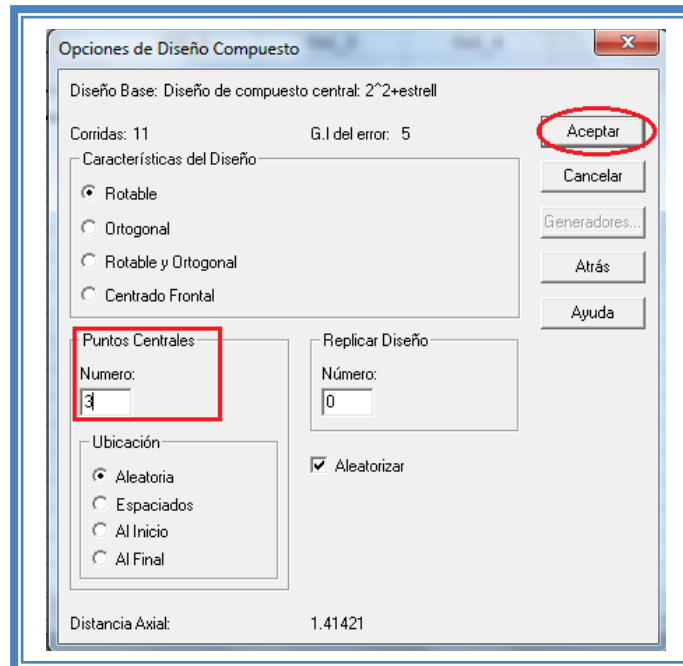 Opciones de Diseño Compuesto
Diseño Base: Diseño de compuesto central: 2^2+estrell
Corridas: 11 G.l del error: 5
Aceptar
Características del Diseño
Cancelar
Rotable
Generadores...
Ortogonal
Rotable y Ortogonal
Atrás
Centrado Frontal
Ayuda
Puntos Centrales
Replicar Diseño
Numero:
Número:
3
0
Ubicación
Aleatorizar
Aleatoria
Espaciados
Al Inicio
Al Final
Distancia Axial: 1.41421